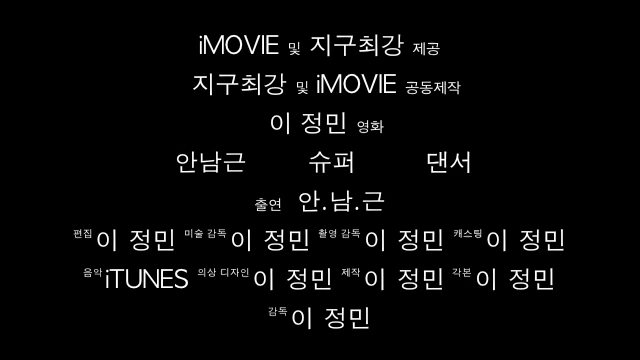 iMOVIE 및 지구최강 제공
지구최강 및 iMOVIE 공동제작
이 정민 영화
안남근 슈퍼 댄서
출연 안.남.근
편집 이 정민 미술 감독 이 정민 촬영 감독 이 정민 캐스팅 이 정민
음악 iTUNES 의상 디자인 이 정민 제작 이 정민 각본 이 정민
감독 이 정민